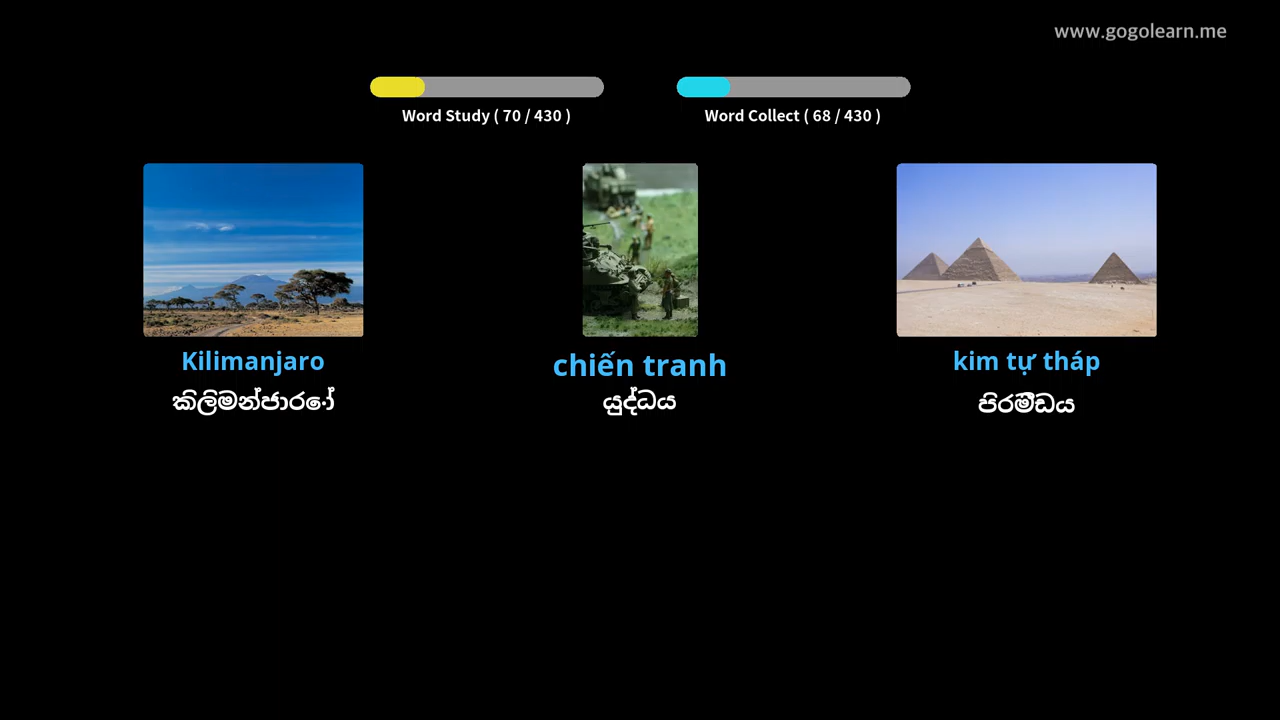 www.gogolearn.me
Word Study ( 70 / 430 )
Word Collect ( 68 / 430 )
Kilimanjaro
chiến tranh
kim tự tháp
කිලිමන්ජාරෝ
යුද්ධය
පිරමිීඩය